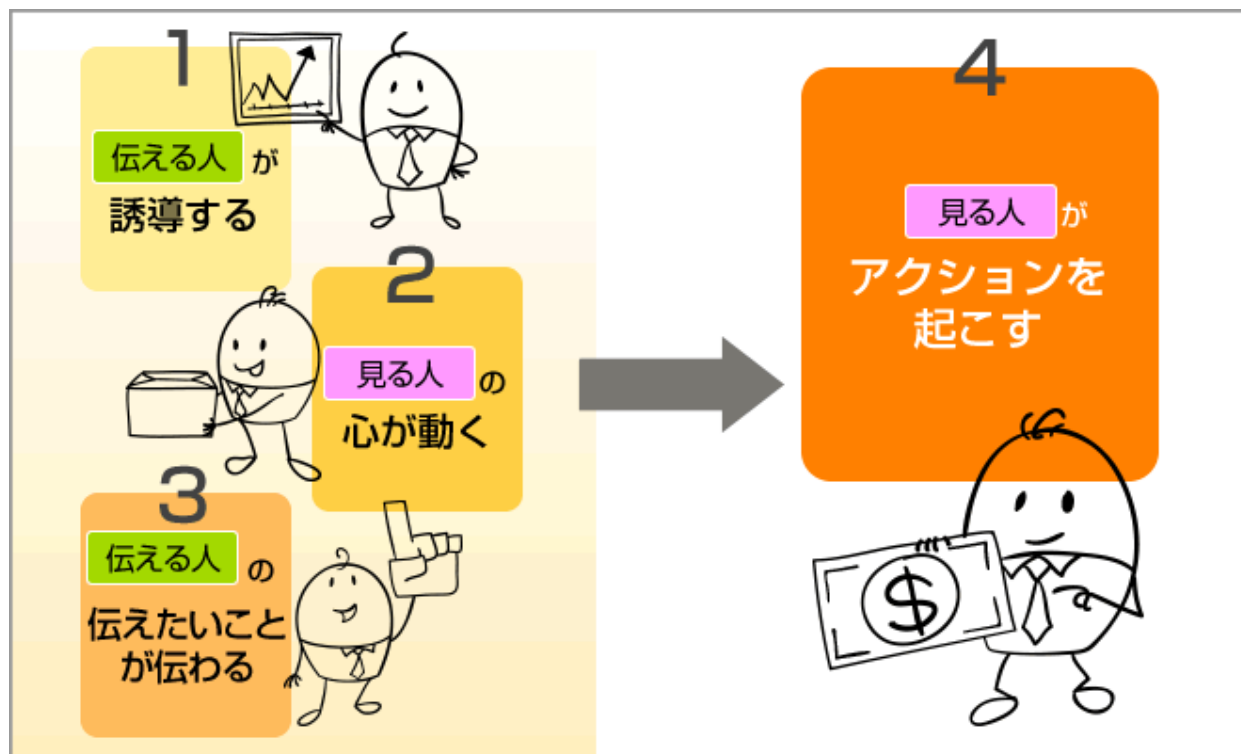 1
伝える人 が
誘導する
2
見る人 の
心が動く
3
伝える人 の
伝えたいこと
が伝わる
4
見る人 が
アクションを
起こす
$